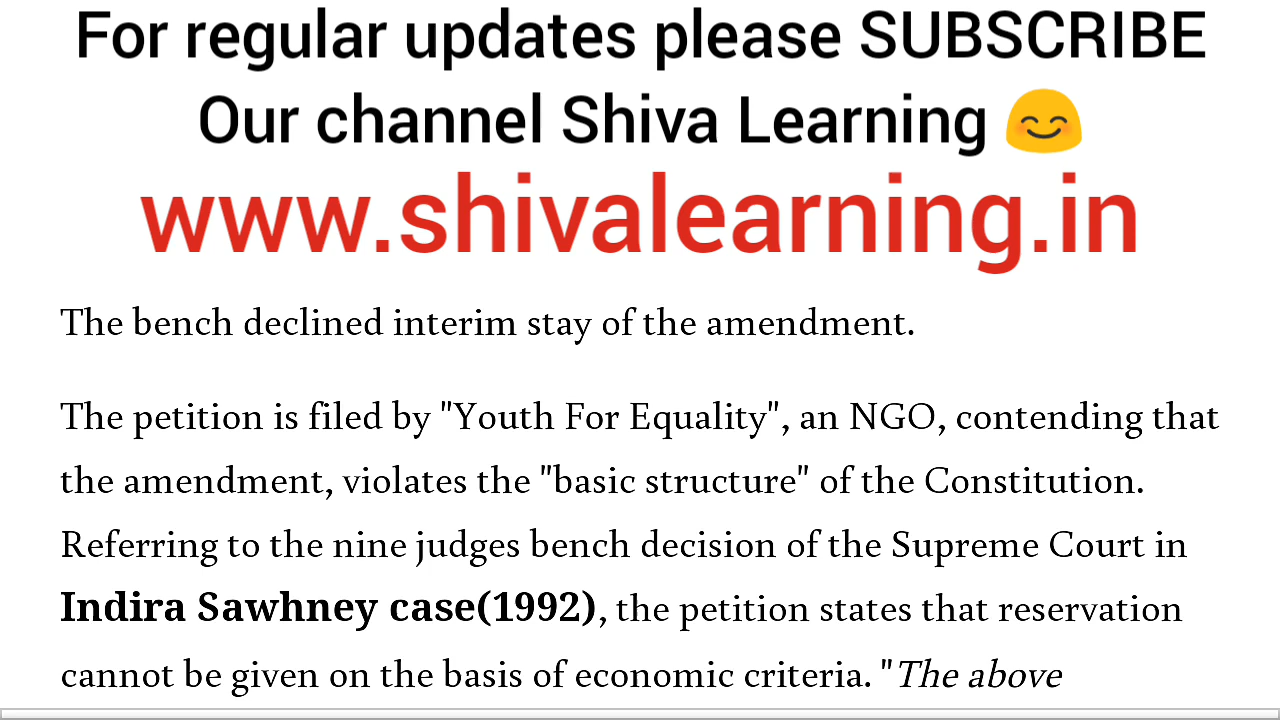 For regular updates please SUBSCRIBE
Our channel Shiva Learning 😊
www.shivalearning.in
The bench declined interim stay of the amendment.
The petition is filed by "Youth For Equality", an NGO, contending that
the amendment, violates the "basic structure" of the Constitution.
Referring to the nine judges bench decision of the Supreme Court in
Indira Sawhney case(1992), the petition states that reservation
cannot be given on the basis of economic criteria. "The above